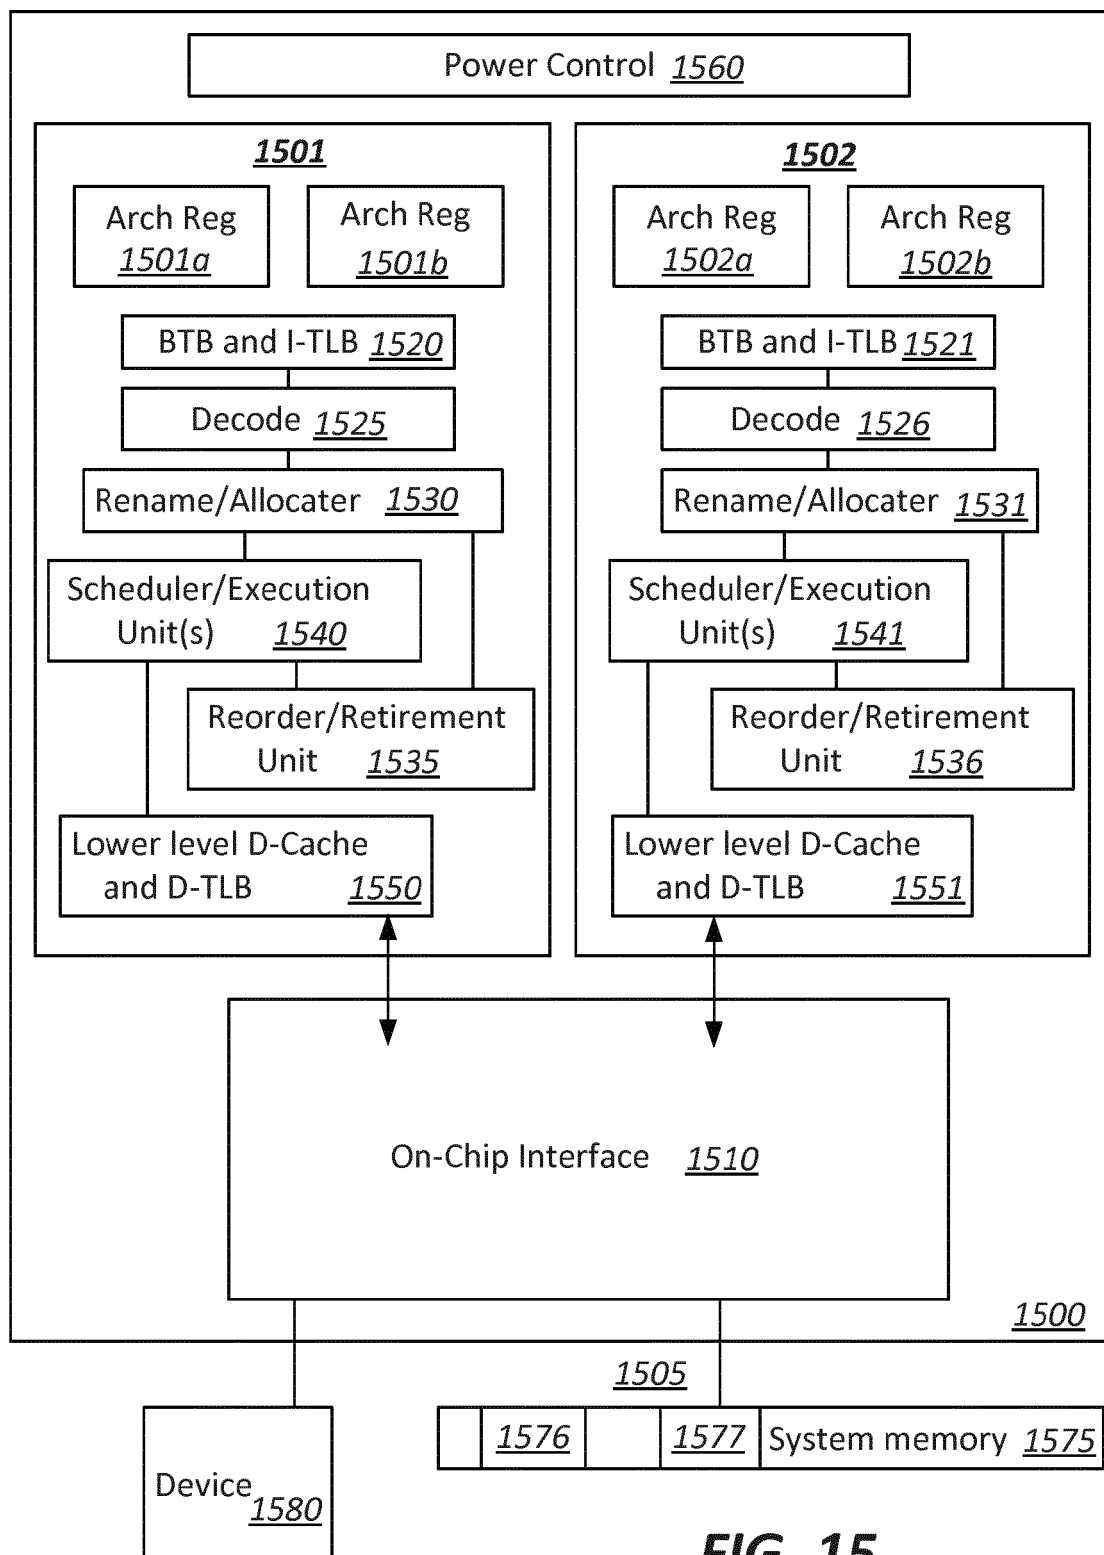 Power Control 1560
1501
Arch Reg
1501a
Arch Reg
1501b
BTB and I-TLB 1520
Decode 1525
Rename/Allocater 1530
Scheduler/Execution
Unit(s) 1540
Reorder/Retirement
Unit 1535
Lower level D-Cache
and D-TLB 1550
1502
Arch Reg
1502a
Arch Reg
1502b
BTB and I-TLB 1521
Decode 1526
Rename/Allocater 1531
Scheduler/Execution
Unit(s) 1541
Reorder/Retirement
Unit 1536
Lower level D-Cache
and D-TLB 1551
On-Chip Interface 1510
1500
1505
1576
1577
System memory 1575
Device 1580
FIG. 15